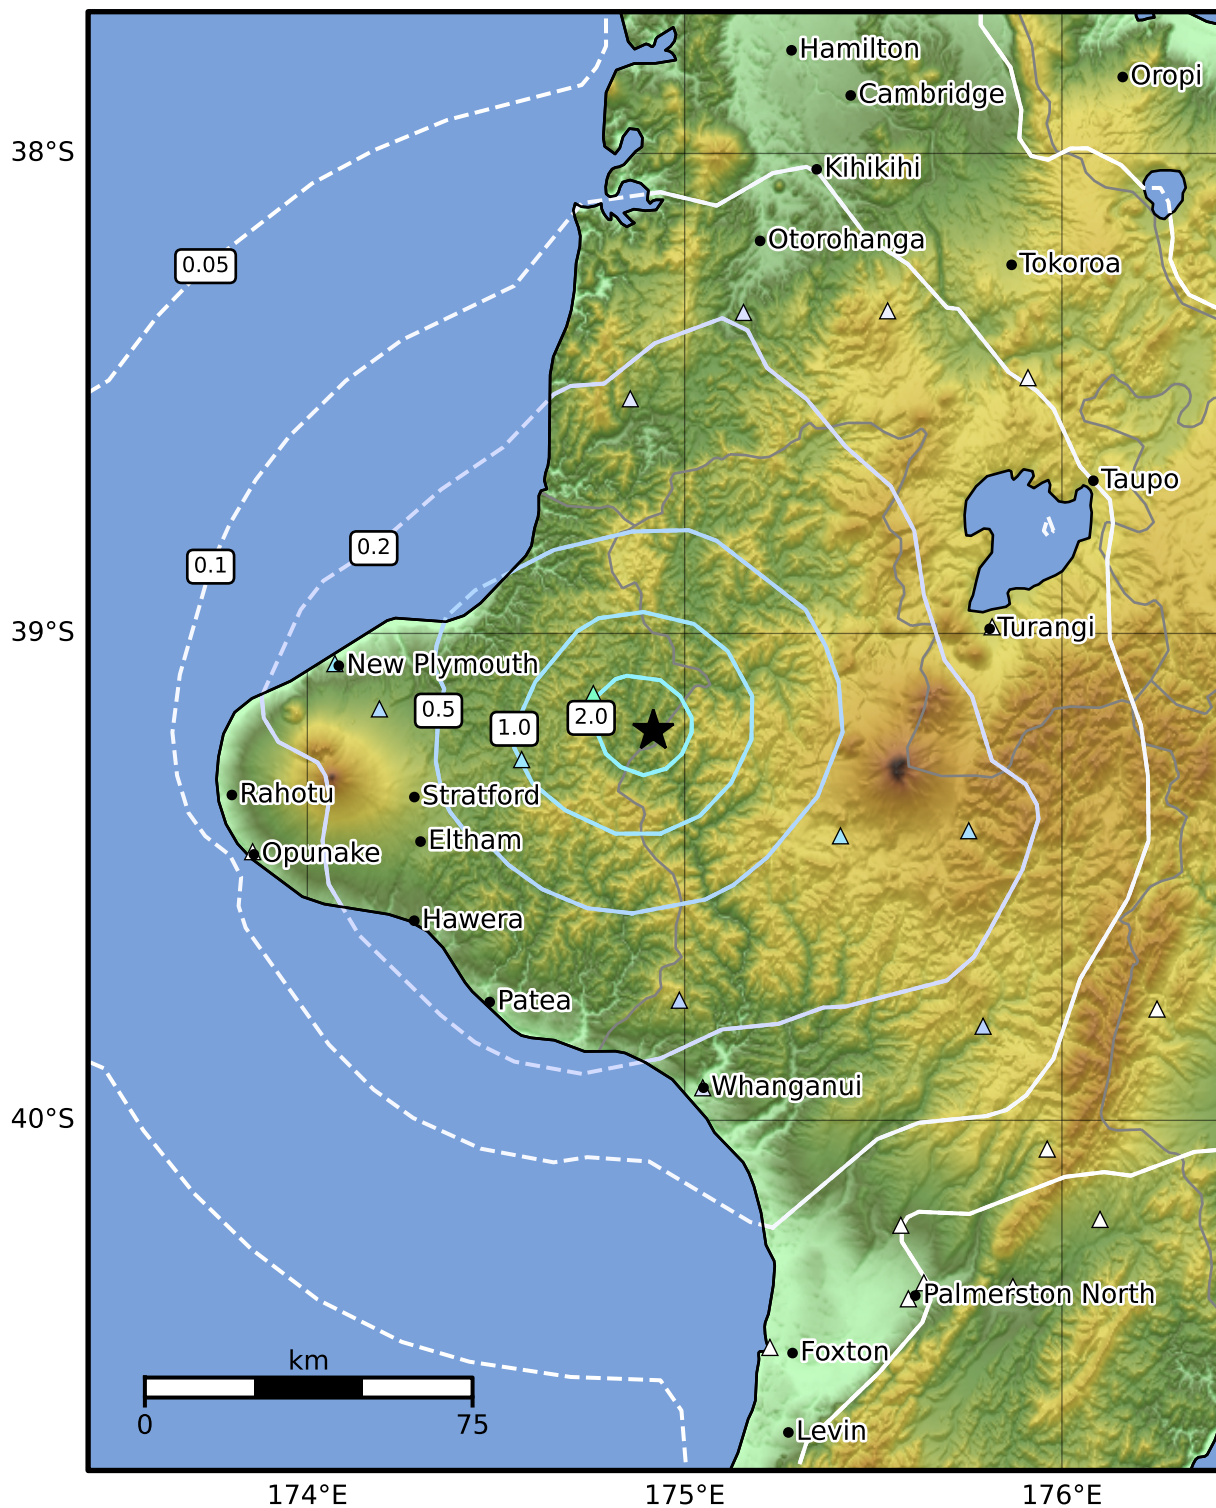 Hamilton
Oropi
Cambridge
38°S
Kihikihi
Otorohanga
Tokoroa
0.05
Taupo
0.2
0.1
39°S
Turangi
New Plymouth
0.5
1.0
2.0
Rahotu
Stratford
Eltham
Opunake
Hawera
Patea
Whanganui
40°S
Palmerston North
km
Foxton
0
75
Levin
174°E
175°E
176°E